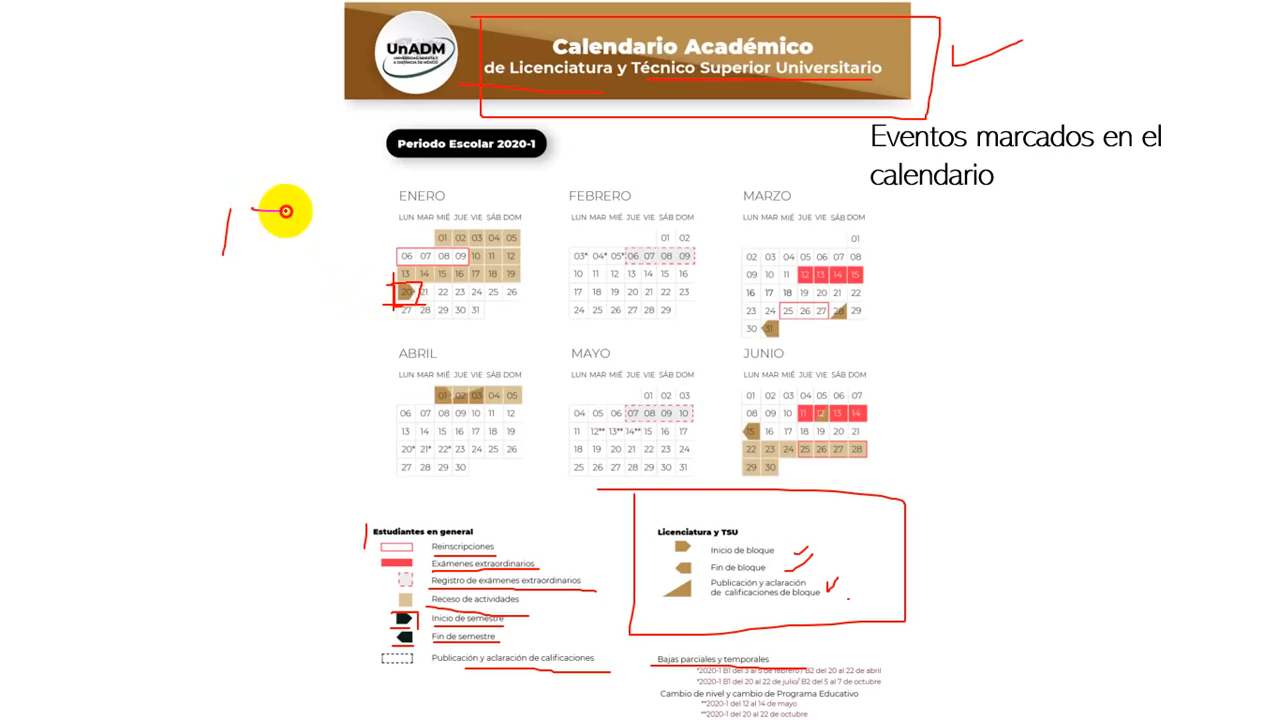 UnADM
UNIVERSIDAD ABIERTA Y
A DISTANCIA DE MÉXICO
Calendario Académico
de Licenciatura y Técnico Superior Universitario
Eventos marcados en el
calendario
Periodo Escolar 2020-1
ENERO
LUN MAR MIÉ JUE VIE SÁB DOM
01 02 03 04 05
06 07 08 09 10 11 12
13 14 15 16 17 18 19
20 21 22 23 24 25 26
27 28 29 30 31
FEBRERO
LUN MAR MIÉ JUE VIE SÁB DOM
01 02
03* 04* 05* 06 07 08 09
10 11 12 13 14 15 16
17 18 19 20 21 22 23
24 25 26 27 28 29
MARZO
LUN MAR MIÉ JUE VIE SÁB DOM
01
02 03 04 05 06 07 08
09 10 11 12 13 14 15
16 17 18 19 20 21 22
23 24 25 26 27 28 29
30 31
ABRIL
LUN MAR MIÉ JUE VIE SÁB DOM
01 02 03 04 05
06 07 08 09 10 11 12
13 14 15 16 17 18 19
20* 21* 22* 23 24 25 26
27 28 29 30
MAYO
LUN MAR MIÉ JUE VIE SÁB DOM
01 02 03
04 05 06 07 08 09 10
11 12** 13** 14** 15 16 17
18 19 20 21 22 23 24
25 26 27 28 29 30 31
JUNIO
LUN MAR MIÉ JUE VIE SÁB DOM
01 02 03 04 05 06 07
08 09 10 11 12 13 14
15 16 17 18 19 20 21
22 23 24 25 26 27 28
29 30
Estudiantes en general
Reinscripciones
Exámenes extraordinarios
Registro de exámenes extraordinarios
Receso de actividades
Inicio de semestre
Fin de semestre
Publicación y aclaración de calificaciones
Licenciatura y TSU
Inicio de bloque
Fin de bloque
Publicación y aclaración
de calificaciones de bloque
Bajas parciales y temporales
*2020-1 B1 del 3 al 5 de febrero / B2 del 20 al 22 de abril
*2020-1 B1 del 20 al 22 de julio/ B2 del 5 al 7 de octubre
Cambio de nivel y cambio de Programa Educativo
**2020-1 del 12 al 14 de mayo
**2020-1 del 20 al 22 de octubre